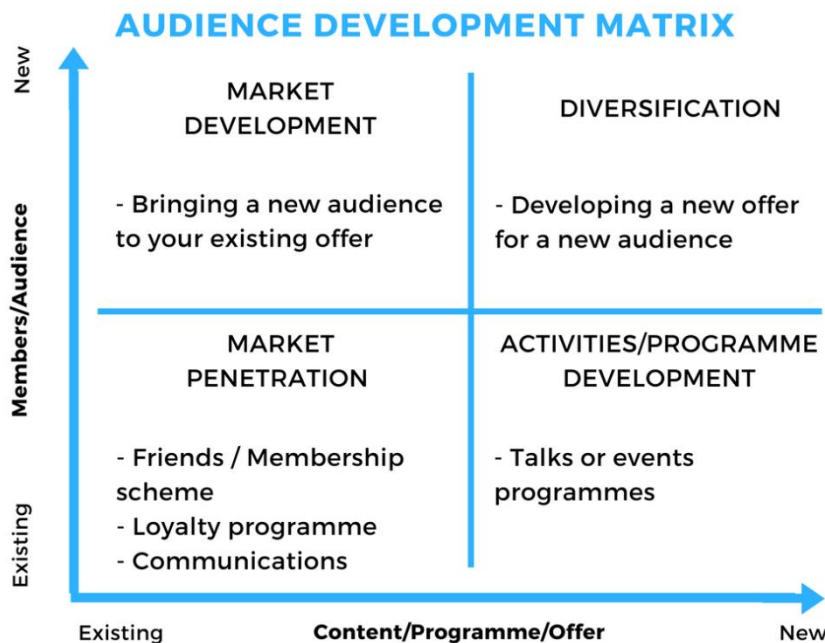 AUDIENCE DEVELOPMENT MATRIX
New
Members/Audience
Existing
MARKET
DEVELOPMENT
- Bringing a new audience
to your existing offer
DIVERSIFICATION
- Developing a new offer
for a new audience
MARKET
PENETRATION
- Friends / Membership
scheme
- Loyalty programme
- Communications
ACTIVITIES/PROGRAMME
DEVELOPMENT
- Talks or events
programmes
Existing
Content/Programme/Offer
New